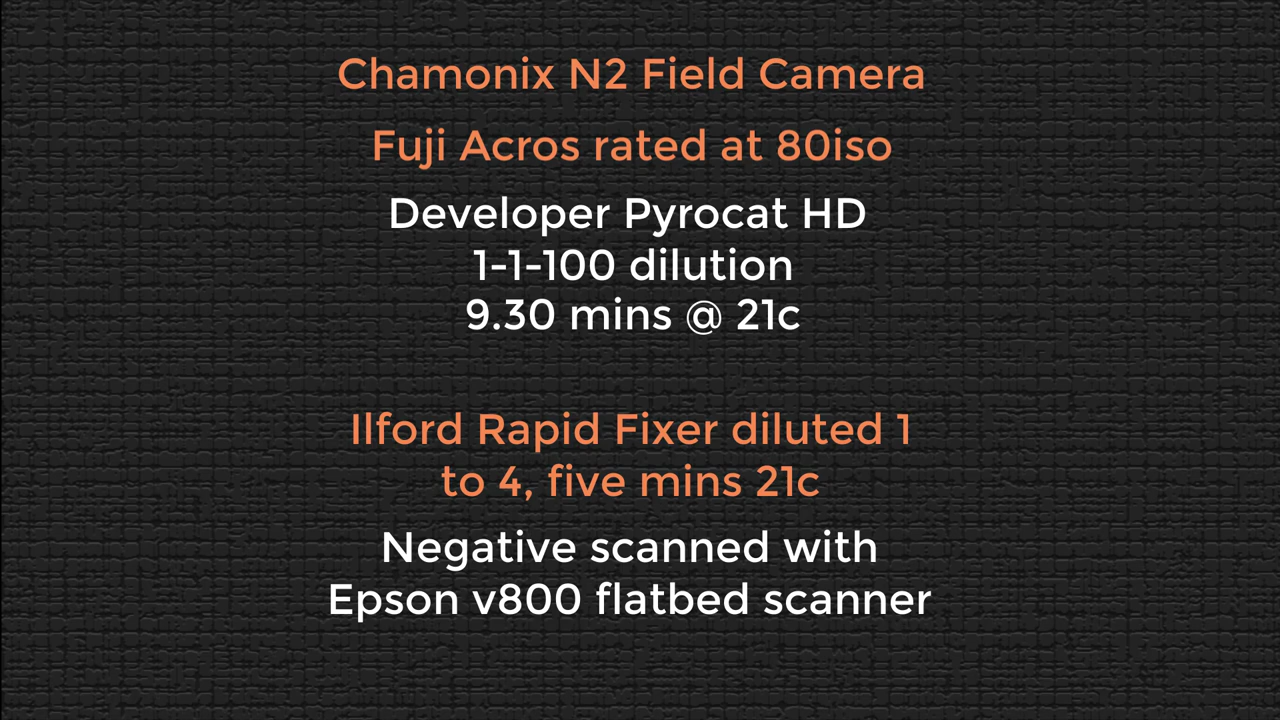 Chamonix N2 Field Camera
Fuji Acros rated at 80iso
Developer Pyrocat HD
1-1-100 dilution
9.30 mins @ 21c
Ilford Rapid Fixer diluted 1
to 4, five mins 21c
Negative scanned with
Epson v800 flatbed scanner